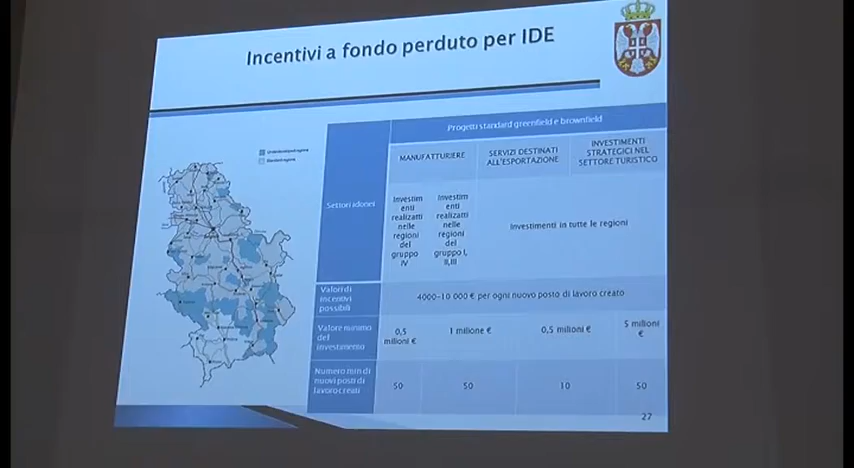 Incentivi a fondo perduto per IDE
Progetti standard greenfield e brownfield
Settori idonei
MANUFATTURIERE
SERVIZI DESTINATI
ALL'ESPORTAZIONE
INVESTIMENTI
STRATEGICI NEL
SETTORE TURISTICO
Investim
enti
realizzati
nelle
regioni
del
gruppo
IV
Investim
enti
realizzati
nelle
regioni
del
gruppo I,
II,III
Investimenti in tutte le regioni
Valori di
incentivi
possibili
4000-10 000 € per ogni nuovo posto di lavoro creato
Valore minimo
del
investimento
0,5
milioni €
1 milione €
0,5 milioni €
5 milioni
€
Numero min di
nuovi posti di
lavoro creati
50
50
10
50
27